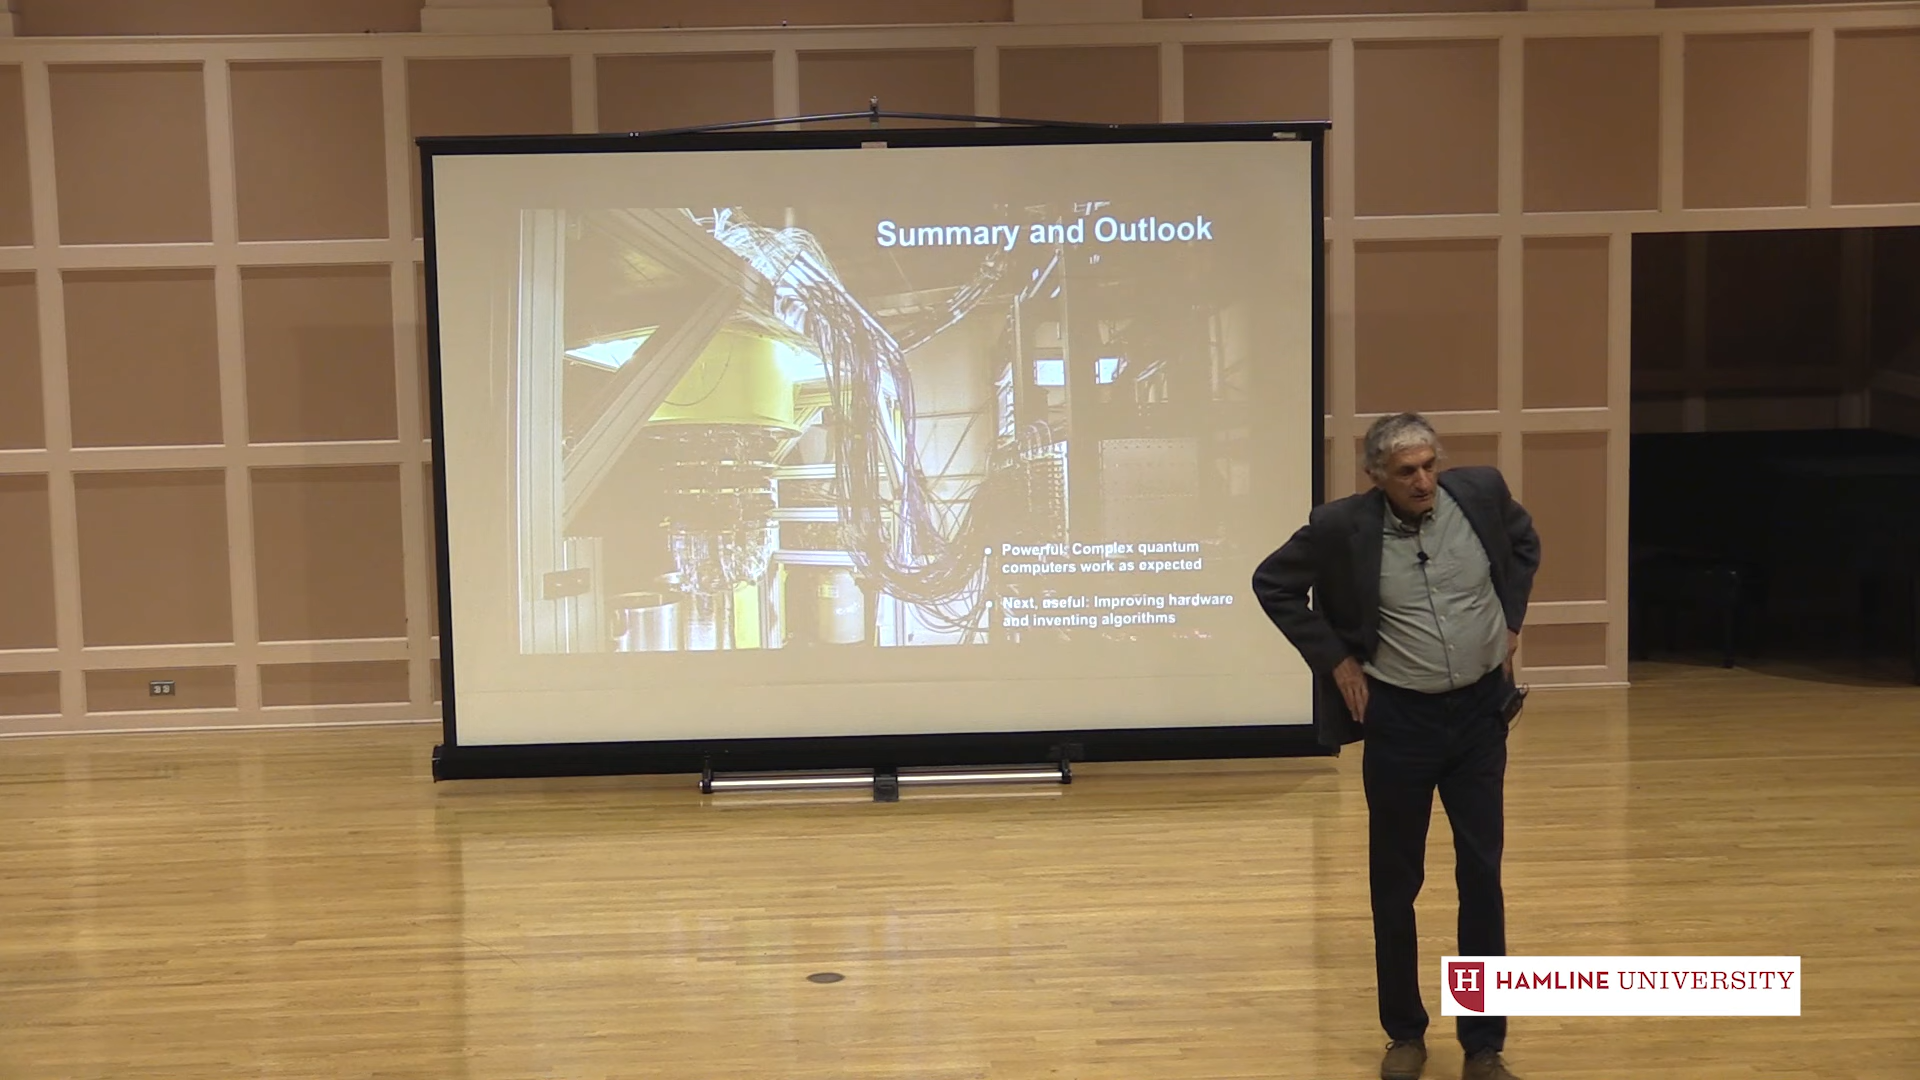 Summary and Outlook
• Powerful: Complex quantum
computers work as expected
• Next, useful: Improving hardware
and inventing algorithms
H HAMLINE UNIVERSITY